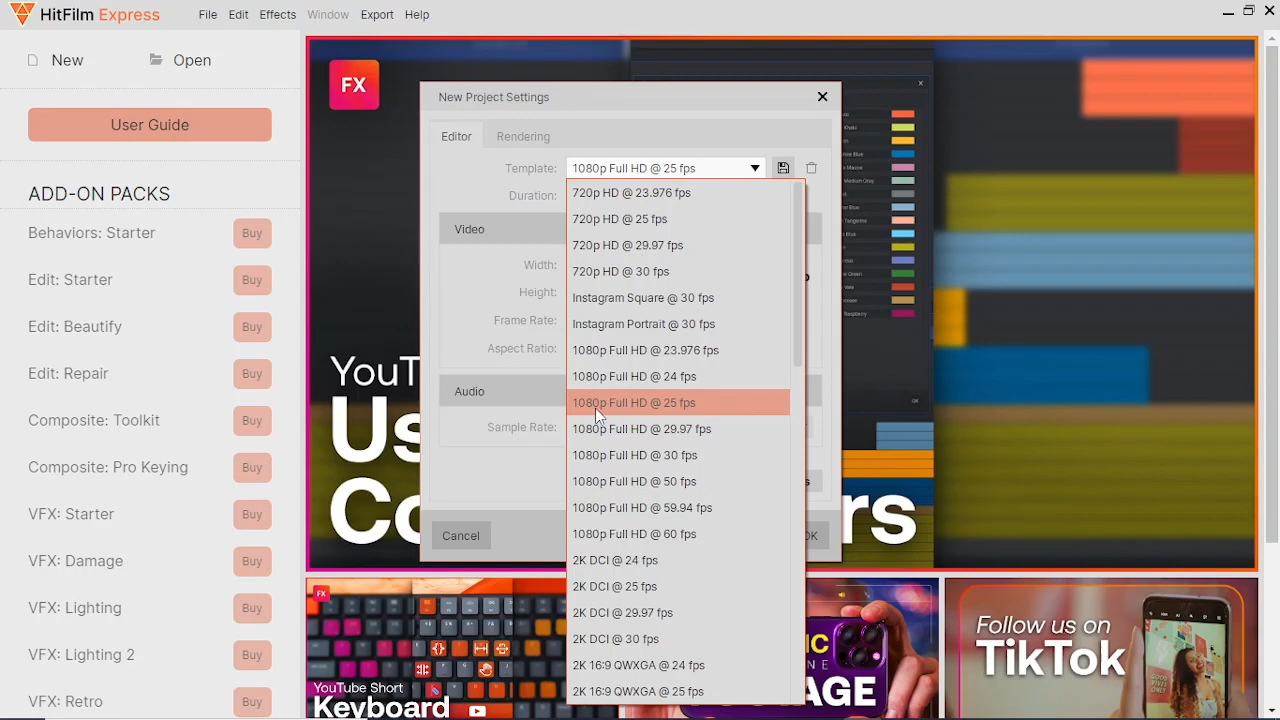 HitFilm Express
File Edit Effects Window Export Help
New Open
User Guide
ADD-ON PACKS
Behaviors: Starter Buy
Edit: Starter Buy
Edit: Beautify Buy
Edit: Repair Buy
Composite: Toolkit Buy
Composite: Pro Keying Buy
VFX: Starter Buy
VFX: Damage Buy
VFX: Lighting Buy
VFX: Lighting 2 Buy
VFX: Retro Buy
FX
New Project Settings
Editor Rendering
Template: 1080p Full HD @ 25 fps
Duration:
Video
Width:
Height:
Frame Rate:
Aspect Ratio:
Audio
Sample Rate:
Cancel
OK
720p HD @ 23.976 fps
720p HD @ 25 fps
720p HD @ 29.97 fps
720p HD @ 30 fps
Instagram Square @ 30 fps
Instagram Portrait @ 30 fps
1080p Full HD @ 23.976 fps
1080p Full HD @ 24 fps
1080p Full HD @ 25 fps
1080p Full HD @ 29.97 fps
1080p Full HD @ 30 fps
1080p Full HD @ 50 fps
1080p Full HD @ 59.94 fps
1080p Full HD @ 60 fps
2K DCI @ 24 fps
2K DCI @ 25 fps
2K DCI @ 29.97 fps
2K DCI @ 30 fps
2K 16:9 QWXGA @ 24 fps
2K 16:9 QWXGA @ 25 fps
YouT
Us
Co rs
OK
FX
YouTube Short
Keyboard
Follow us on
TikTok